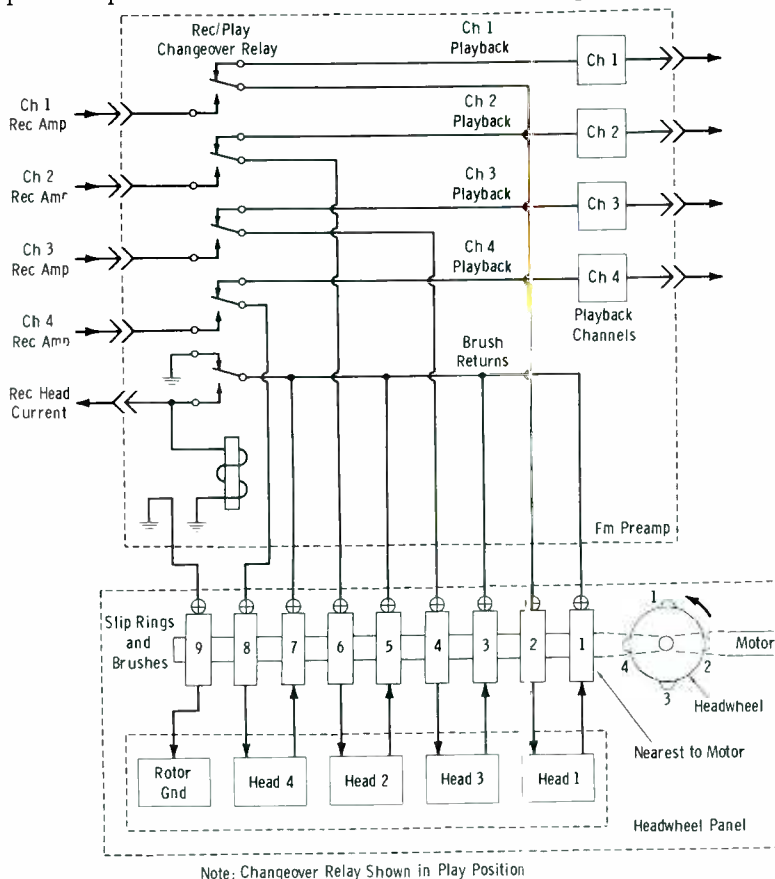 Rec/Play
Changeover Relay
Ch 1
Playback
Ch 1
Ch 1
Rec Amp
Ch 2
Playback
Ch 2
Ch 2
Rec Amr
Ch 3
Playback
Ch 3
Ch 3
Rec Amp
Ch 4
Playback
Ch 4
Playback
Channels
Ch 4
Rec Amp
Brush
Returns
Rec Head
Current
Fm Preamp
Slip Rings
and
Brushes
9
8
7
6
5
4
3
2
1
1
2
3
4
Motor
Headwheel
Nearest to Motor
Rotor
Gnd
Head 4
Head 2
Head 3
Head 1
Headwheel Panel
Note: Changeover Relay Shown in Play Position